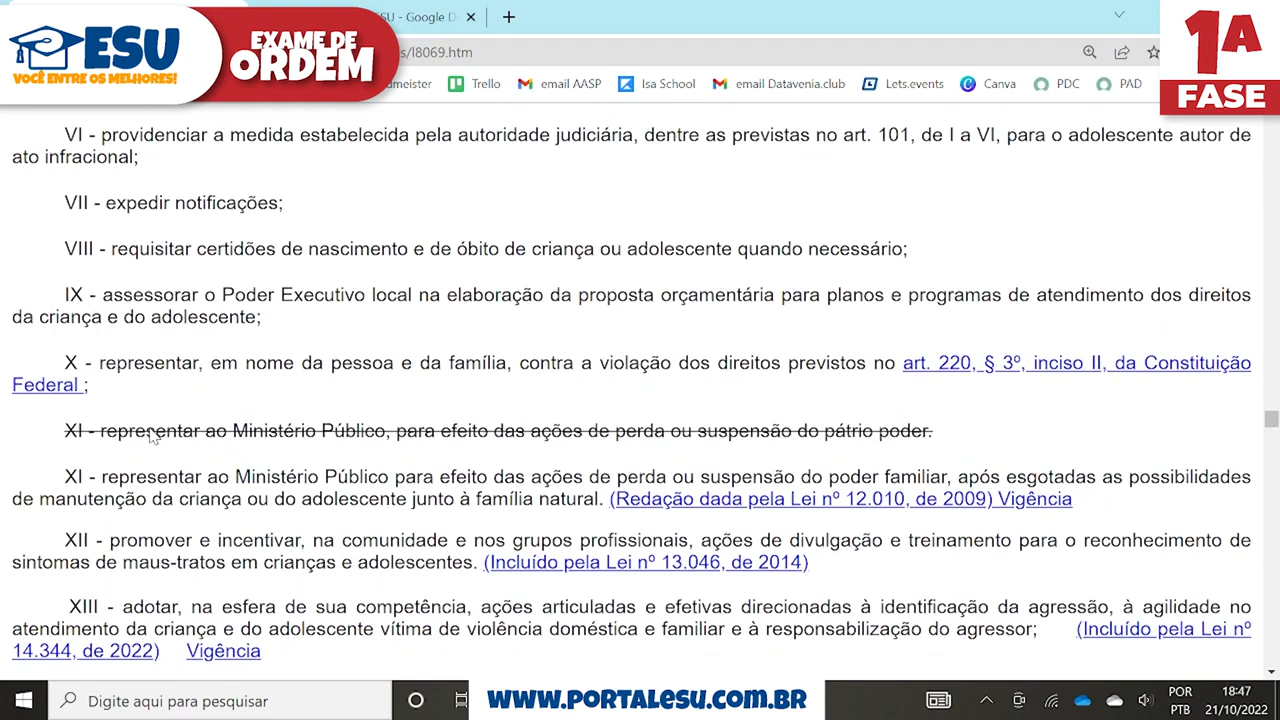 ESU
VOCÊ ENTRE OS MELHORES!
EXAME DE
ORDEM
1A
FASE
ESU - Google D
s/l8069.htm
meister Trello email AASP Isa School email Datavenia.club Lets.events Canva PDC PAD
VI - providenciar a medida estabelecida pela autoridade judiciária, dentre as previstas no art. 101, de I a VI, para o adolescente autor de
ato infracional;
VII - expedir notificações;
VIII - requisitar certidões de nascimento e de óbito de criança ou adolescente quando necessário;
IX - assessorar o Poder Executivo local na elaboração da proposta orçamentária para planos e programas de atendimento dos direitos
da criança e do adolescente;
X - representar, em nome da pessoa e da família, contra a violação dos direitos previstos no art. 220, § 3º, inciso II, da Constituição
Federal ;
XI - representar ao Ministério Público, para efeito das ações de perda ou suspensão do pátrio poder.
XI - representar ao Ministério Público para efeito das ações de perda ou suspensão do poder familiar, após esgotadas as possibilidades
de manutenção da criança ou do adolescente junto à família natural. (Redação dada pela Lei nº 12.010, de 2009) Vigência
XII - promover e incentivar, na comunidade e nos grupos profissionais, ações de divulgação e treinamento para o reconhecimento de
sintomas de maus-tratos em crianças e adolescentes. (Incluído pela Lei nº 13.046, de 2014)
XIII - adotar, na esfera de sua competência, ações articuladas e efetivas direcionadas à identificação da agressão, à agilidade no
atendimento da criança e do adolescente vítima de violência doméstica e familiar e à responsabilização do agressor; (Incluído pela Lei nº
14.344, de 2022) Vigência
Digite aqui para pesquisar
www.PORTALESU.com.BR
POR
PTB
18:47
21/10/2022